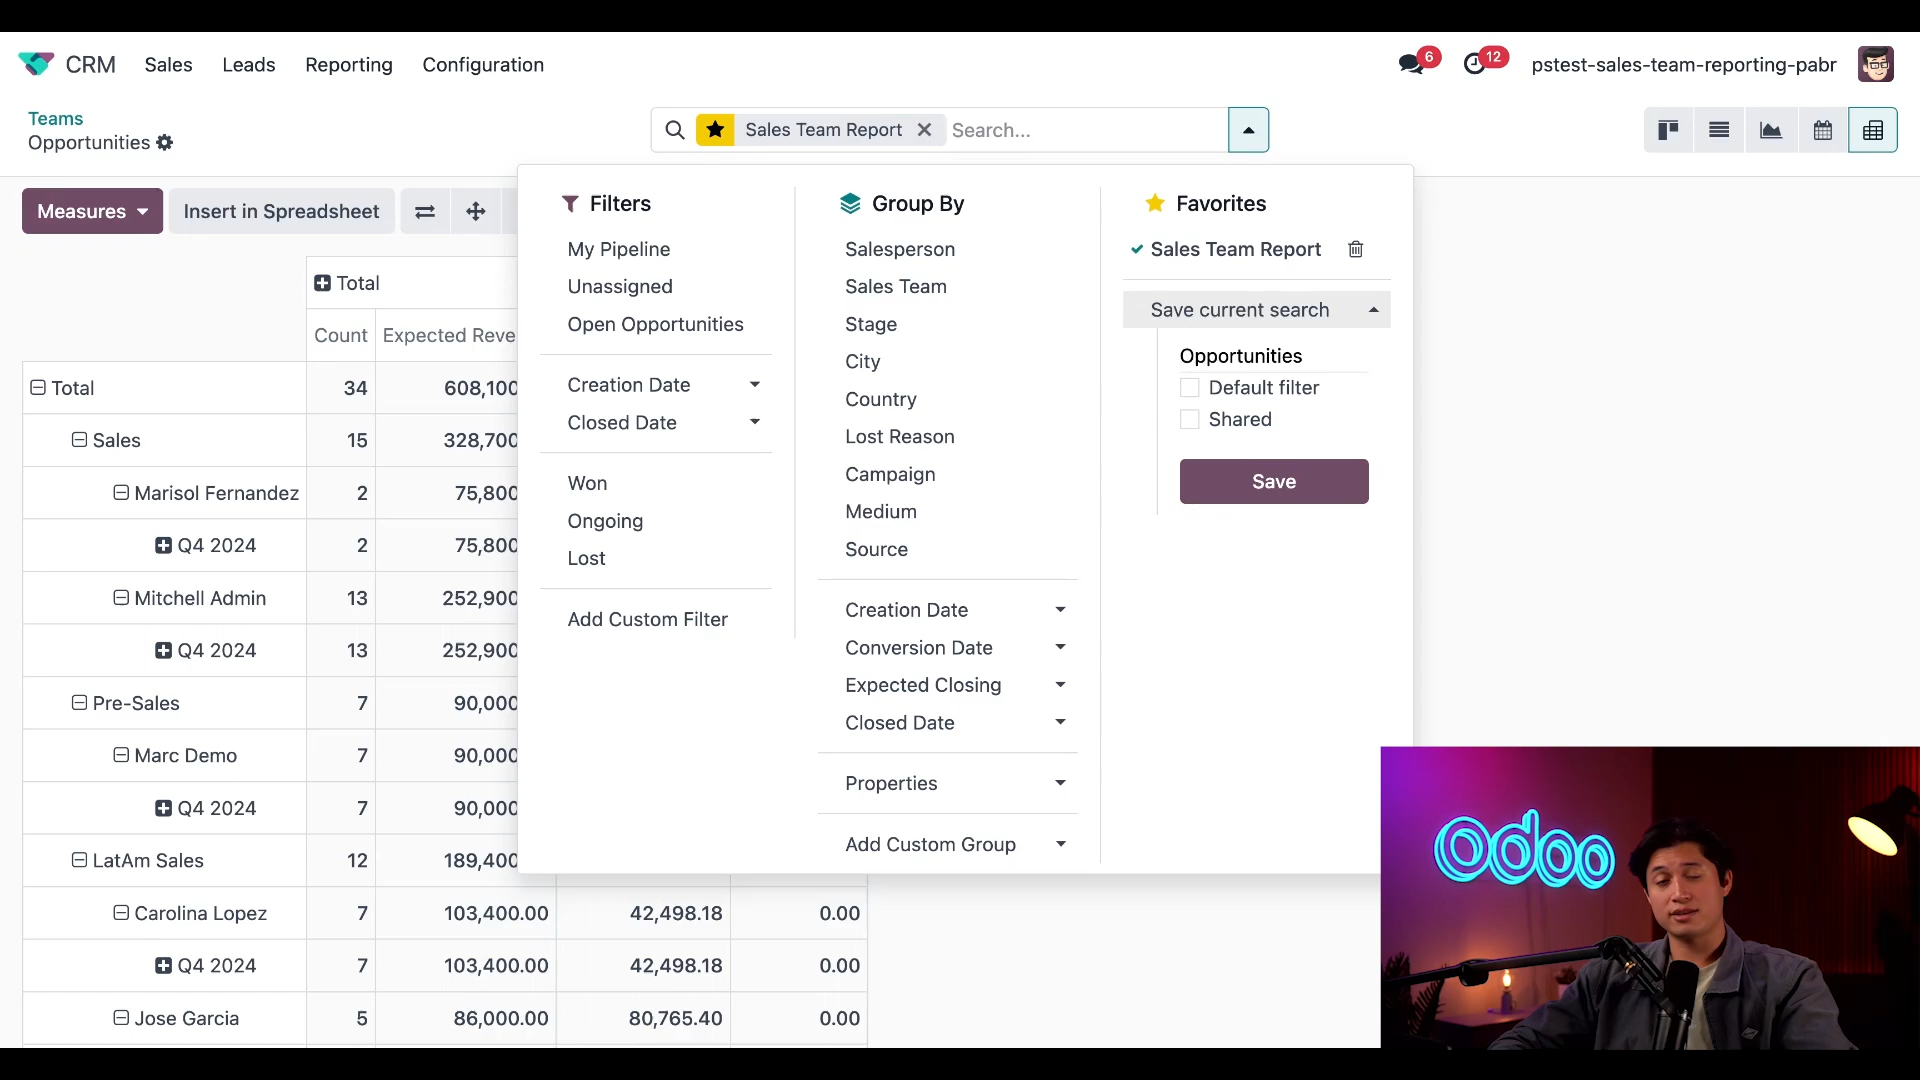 CRM Sales Leads Reporting Configuration 6 12 pstest-sales-team-reporting-pabr
Teams
Opportunities
Sales Team Report Search...
Measures Insert in Spreadsheet
Filters
My Pipeline
Unassigned
Open Opportunities
Creation Date
Closed Date
Won
Ongoing
Lost
Add Custom Filter
Group By
Salesperson
Sales Team
Stage
City
Country
Lost Reason
Campaign
Medium
Source
Creation Date
Conversion Date
Expected Closing
Closed Date
Properties
Add Custom Group
Favorites
Sales Team Report
Save current search
Opportunities
Default filter
Shared
Save
Total
Count Expected Reve
Total 34 608,100
Sales 15 328,700
Marisol Fernandez 2 75,800
Q4 2024 2 75,800
Mitchell Admin 13 252,900
Q4 2024 13 252,900
Pre-Sales 7 90,000
Marc Demo 7 90,000
Q4 2024 7 90,000
LatAm Sales 12 189,400
Carolina Lopez 7 103,400.00 42,498.18 0.00
Q4 2024 7 103,400.00 42,498.18 0.00
Jose Garcia 5 86,000.00 80,765.40 0.00
odoo